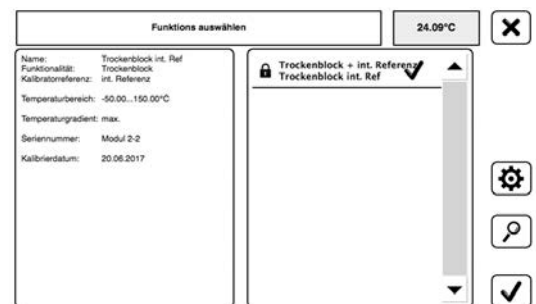 Funktions auswählen
24.09°C
Name: Trockenblock int. Ref
Funktionalität: Trockenblock
Kalibratorreferenz: int. Referenz
Temperaturbereich: -50.00...150.00°C
Temperaturgradient: max.
Seriennummer: Modul 2-2
Kalibrierdatum: 20.06.2017
Trockenblock + int. Referenz
Trockenblock int. Ref